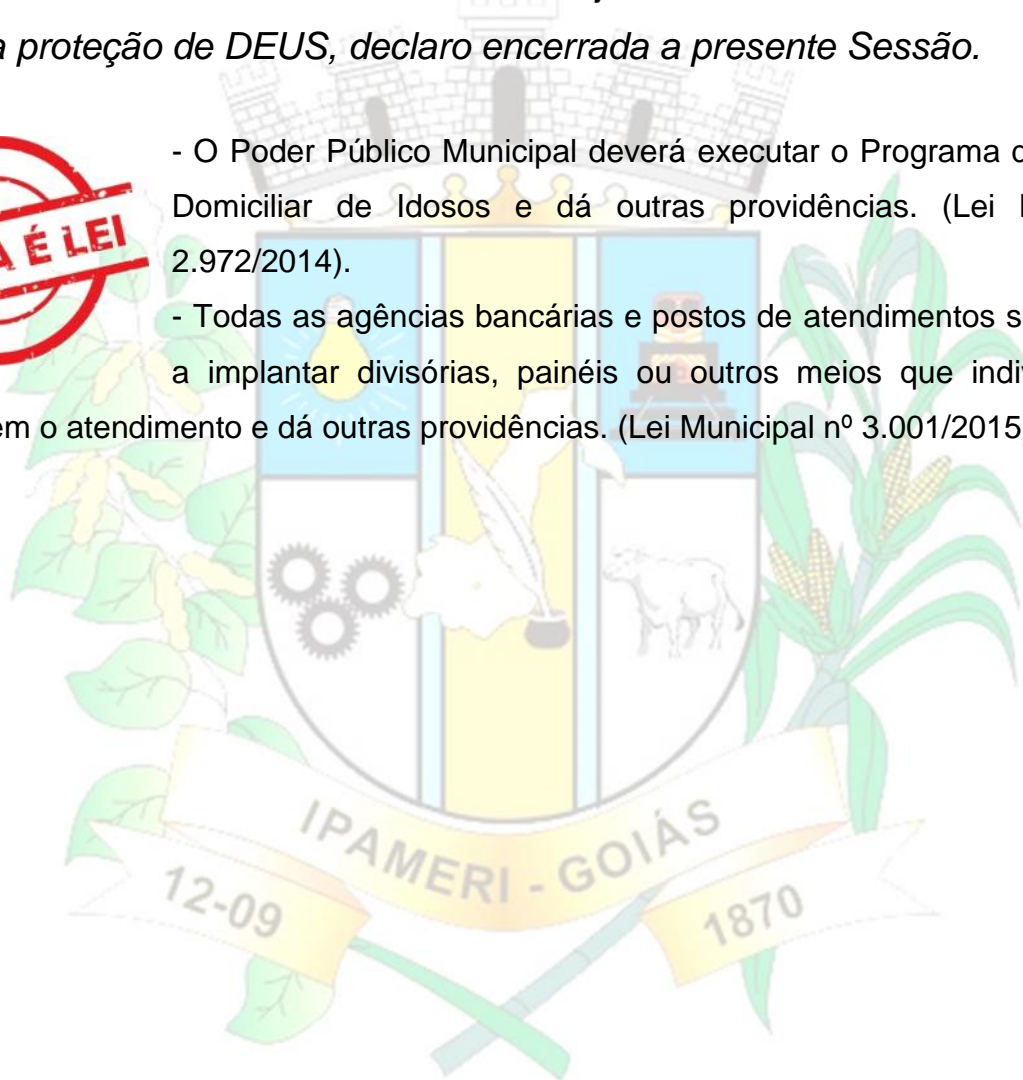 a proteção de DEUS, declaro encerrada a presente Sessão.
- O Poder Público Municipal deverá executar o Programa
Domiciliar de Idosos e dá outras providências. (Lei
2.972/2014).
- Todas as agências bancárias e postos de atendimentos
a implantar divisórias, painéis ou outros meios que
o atendimento e dá outras providências. (Lei Municipal nº 3.001/2015
É LEI
IPAMERI - GOIÁS
12-09
1870